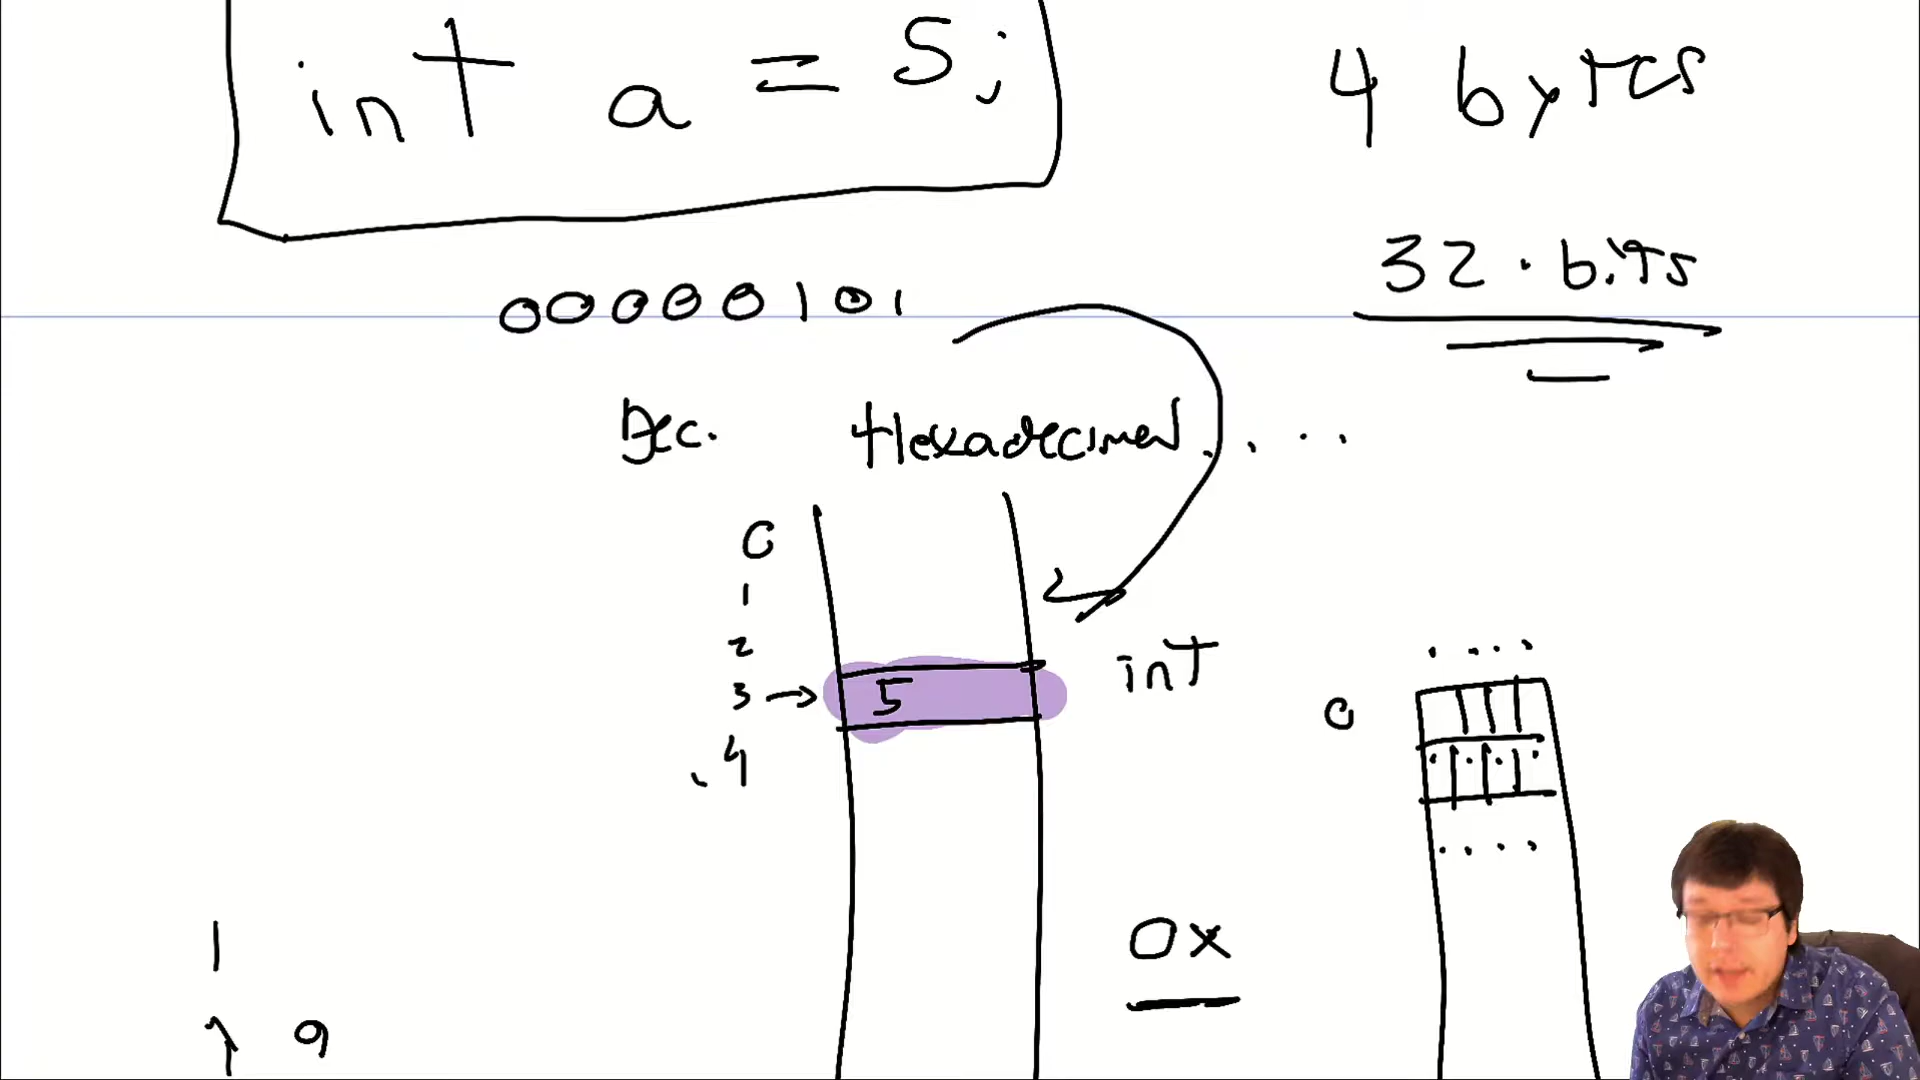 int a = 5;
4 bytes
32 . bits
00000101
Dec. Hexadecimal . . . .
0
1
2
3 → 5
int
.4
0
0x
1
9